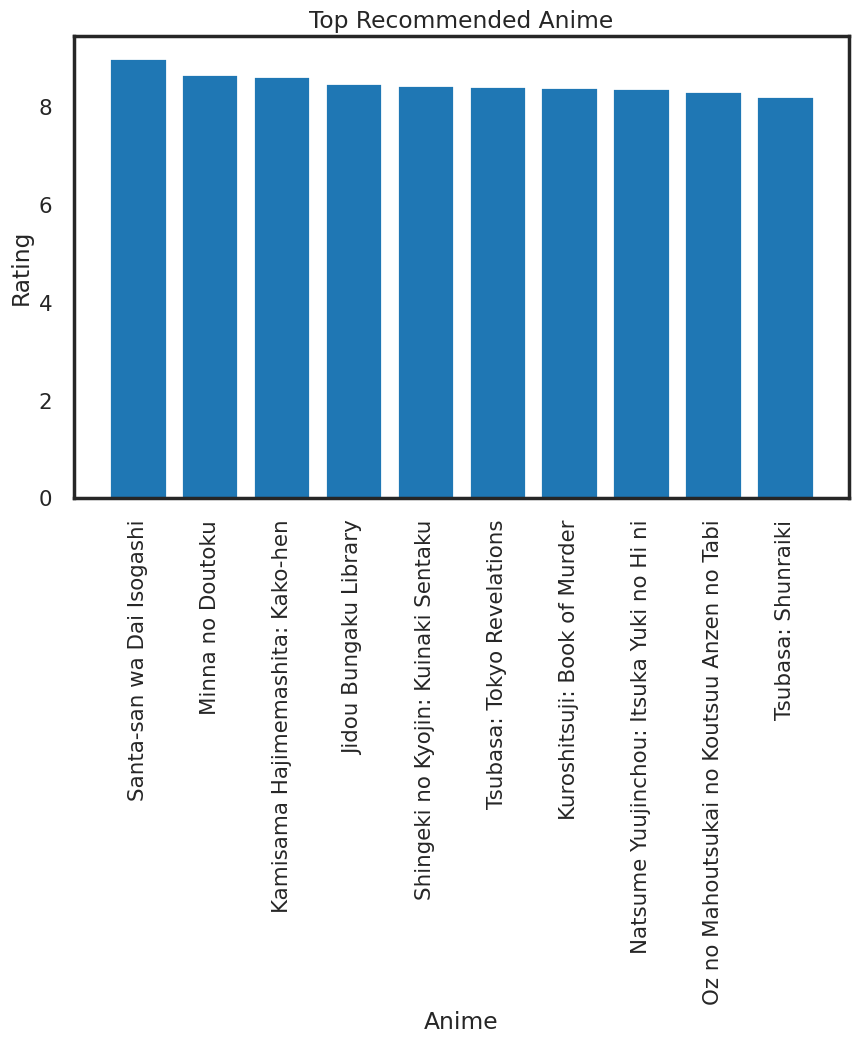 Top Recommended Anime
Rating
8
6
4
2
0
Santa-san wa Dai Isogashi
Minna no Doutoku
Kamisama Hajimemashita: Kako-hen
Jidou Bungaku Library
Shingeki no Kyojin: Kuinaki Sentaku
Tsubasa: Tokyo Revelations
Kuroshitsuji: Book of Murder
Natsume Yuujinchou: Itsuka Yuki no Hi ni
Oz no Mahoutsukai no Koutsuu Anzen no Tabi
Tsubasa: Shunraiki
Anime